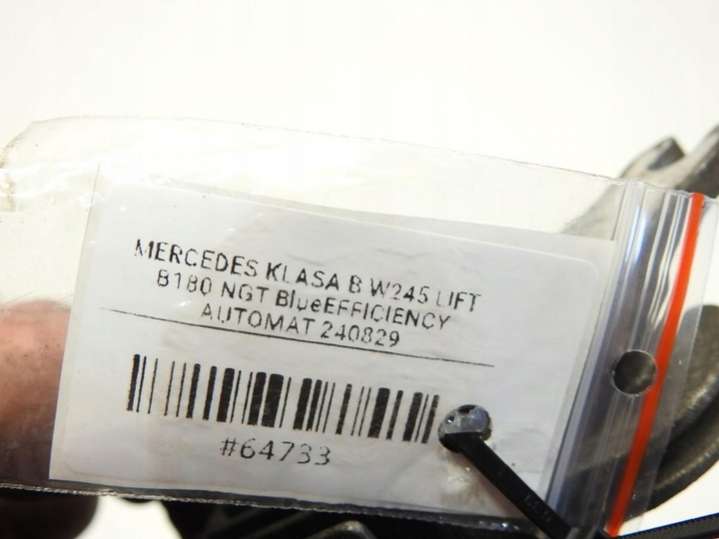 MERCEDES KLASA B W245 LIFT
B180 NGT BlueEFFICIENCY
AUTOMAT 240829
#64733